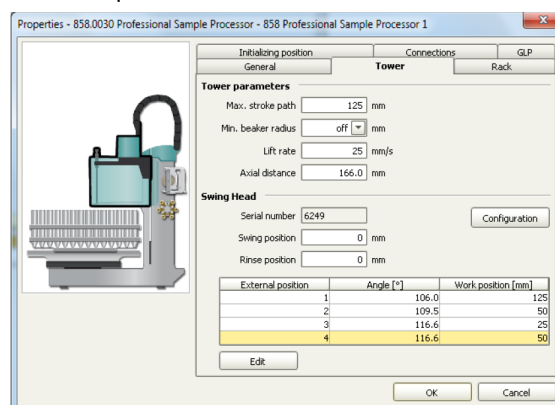 Properties - 858.0030 Professional Sample Processor - 858 Professional Sample Processor 1
Initializing position Connections GLP
General Tower Rack
Tower parameters
Max. stroke path 125 mm
Min. beaker radius off mm
Lift rate 25 mm/s
Axial distance 166.0 mm
Swing Head
Serial number 6249 Configuration
Swing position 0 mm
Rinse position 0 mm
External position Angle [°] Work position [mm]
1 106.0 125
2 109.5 50
3 116.6 25
4 116.6 50
Edit
OK Cancel